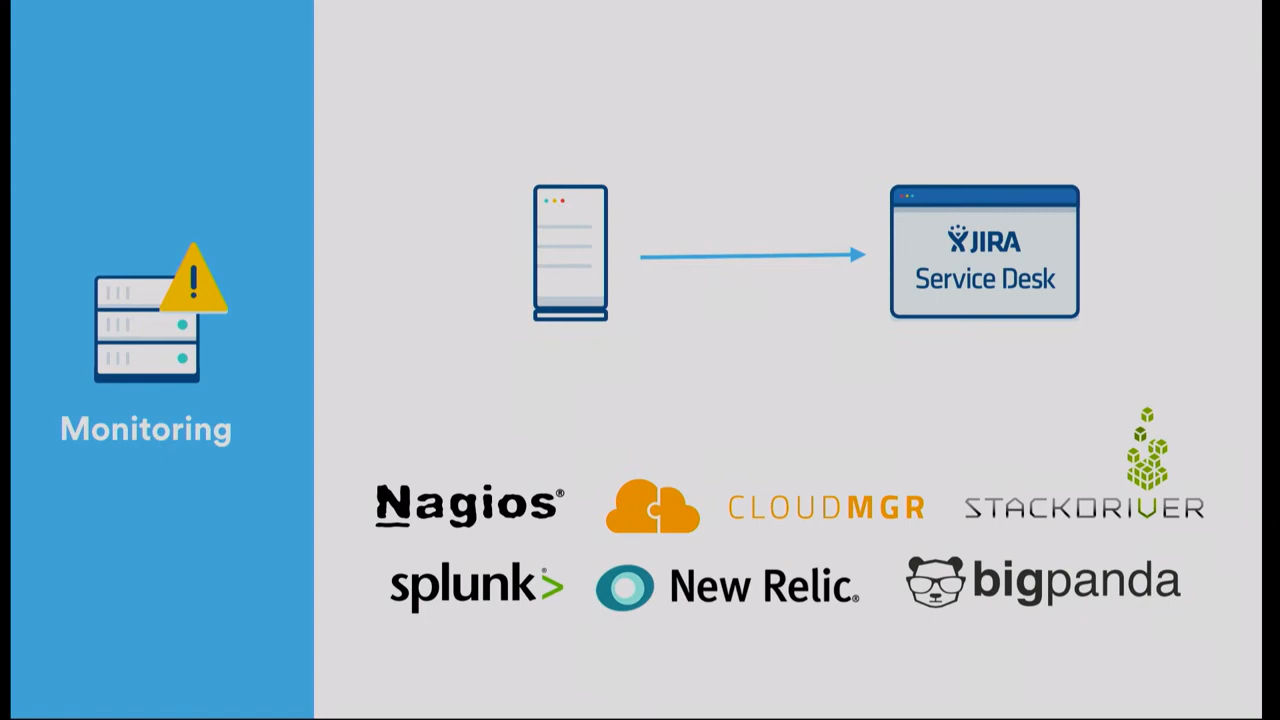 JIRA
Service Desk
Monitoring
Nagios®
CLOUDMGR
STACKDRIVER
splunk>®
New Relic®
bigpanda